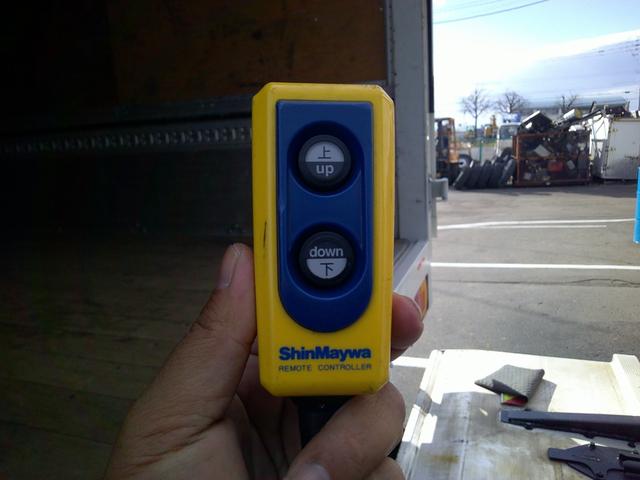 上
up
down
下
ShinMaywa
REMOTE CONTROLLER